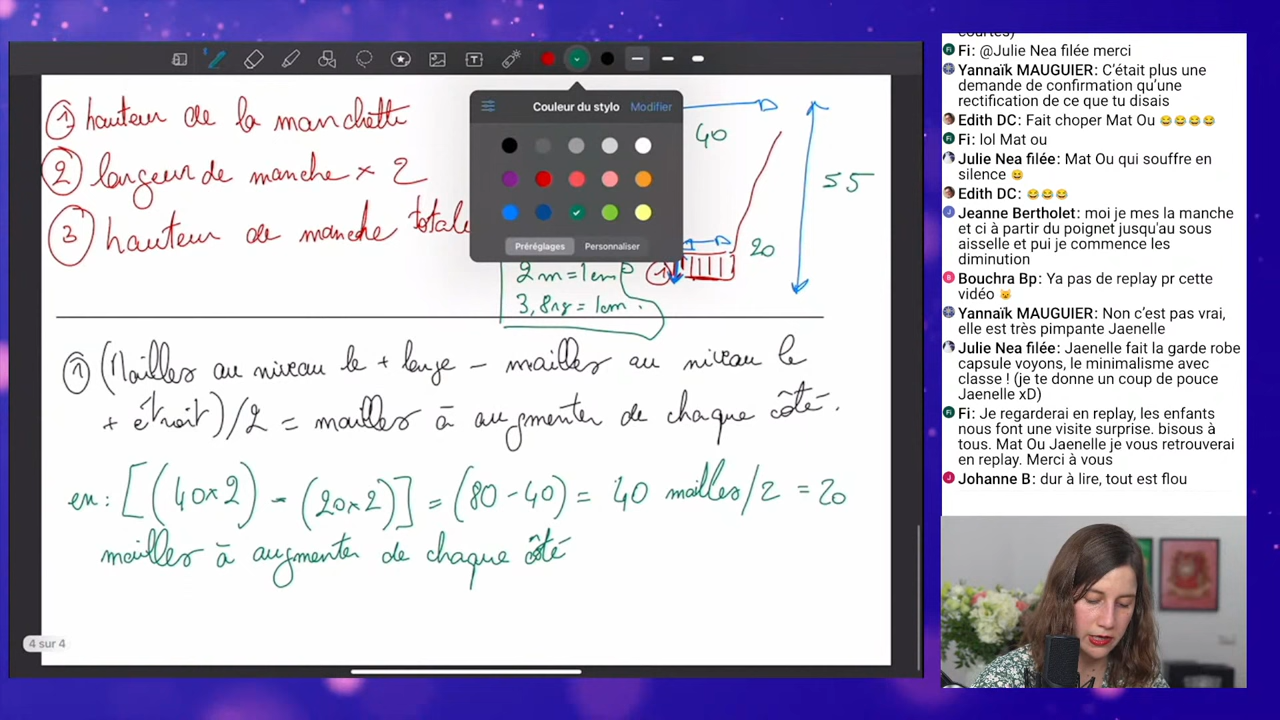 Couleur du stylo Modifier
Préréglages Personnaliser
① hauteur de la manchette
② largeur de manche × 2
③ hauteur de manche totale
40
55
20
①
2 m = 1 cm
3,8 rg = 1 cm.
① (Mailles au niveau le + large - mailles au niveau le
+ étroit)/2 = mailles à augmenter de chaque côté.
ex : [(40×2) - (20×2)] = (80 - 40) = 40 mailles/2 = 20
mailles à augmenter de chaque côté
4 sur 4
courtes)
Fi: @Julie Nea filée merci
Yannaïk MAUGUIER: C’était plus une
demande de confirmation qu’une
rectification de ce que tu disais
Edith DC: Fait choper Mat Ou 😂😂😂😂
Fi: lol Mat ou
Julie Nea filée: Mat Ou qui souffre en
silence 😄
Edith DC: 😂😂😂
Jeanne Bertholet: moi je mes la manche
et ci à partir du poignet jusqu'au sous
aisselle et pui je commence les
diminution
Bouchra Bp: Ya pas de replay pr cette
vidéo 😿
Yannaïk MAUGUIER: Non c’est pas vrai,
elle est très pimpante Jaenelle
Julie Nea filée: Jaenelle fait la garde robe
capsule voyons, le minimalisme avec
classe ! (je te donne un coup de pouce
Jaenelle xD)
Fi: Je regarderai en replay, les enfants
nous font une visite surprise. bisous à
tous. Mat Ou Jaenelle je vous retrouverai
en replay. Merci à vous
Johanne B: dur à lire, tout est flou